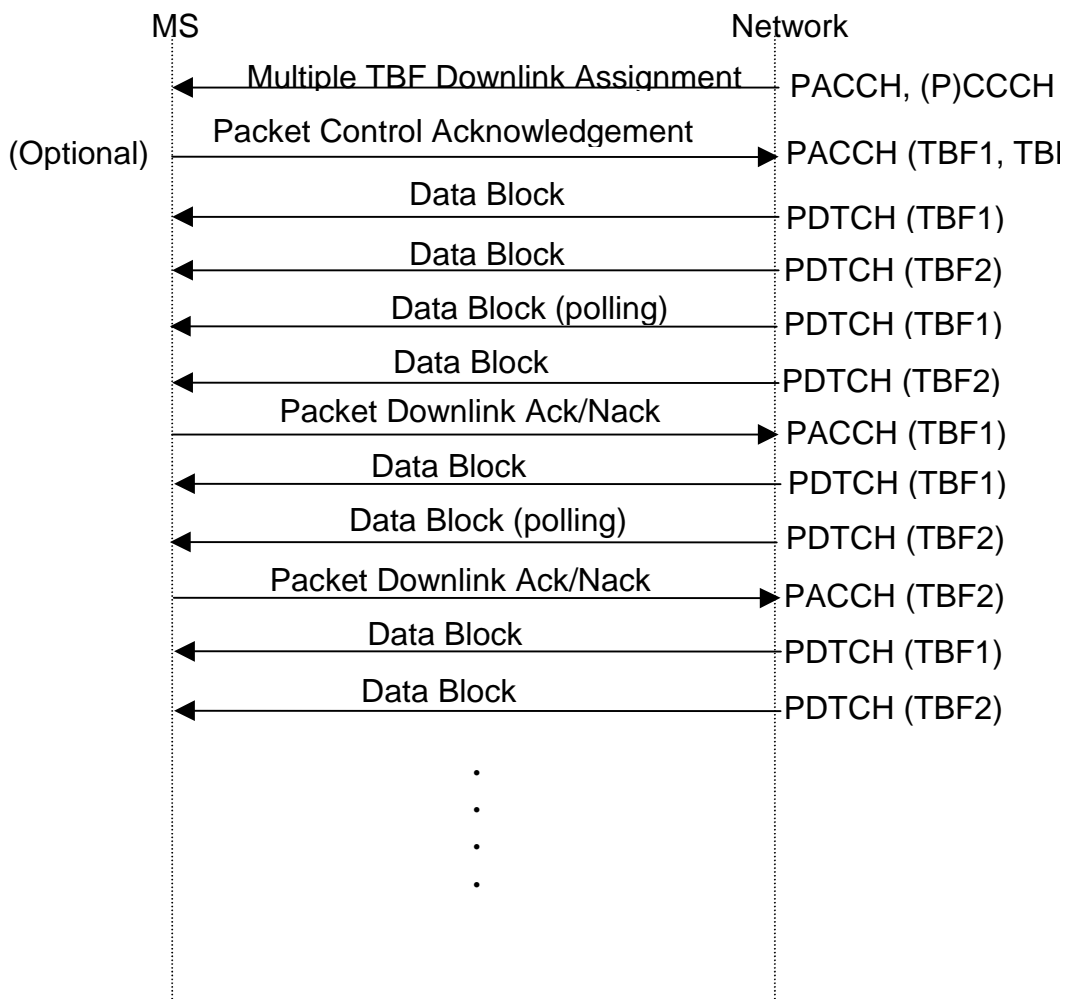 MS Network
Multiple TBF Downlink Assignment PACCH, (P)CCCH
(Optional) Packet Control Acknowledgement PACCH (TBF1,
Data Block PDTCH (TBF1)
Data Block PDTCH (TBF2)
Data Block (polling) PDTCH (TBF1)
Data Block PDTCH (TBF2)
Packet Downlink Ack/Nack PACCH (TBF1)
Data Block PDTCH (TBF1)
Data Block (polling) PDTCH (TBF2)
Packet Downlink Ack/Nack PACCH (TBF2)
Data Block PDTCH (TBF1)
Data Block PDTCH (TBF2)